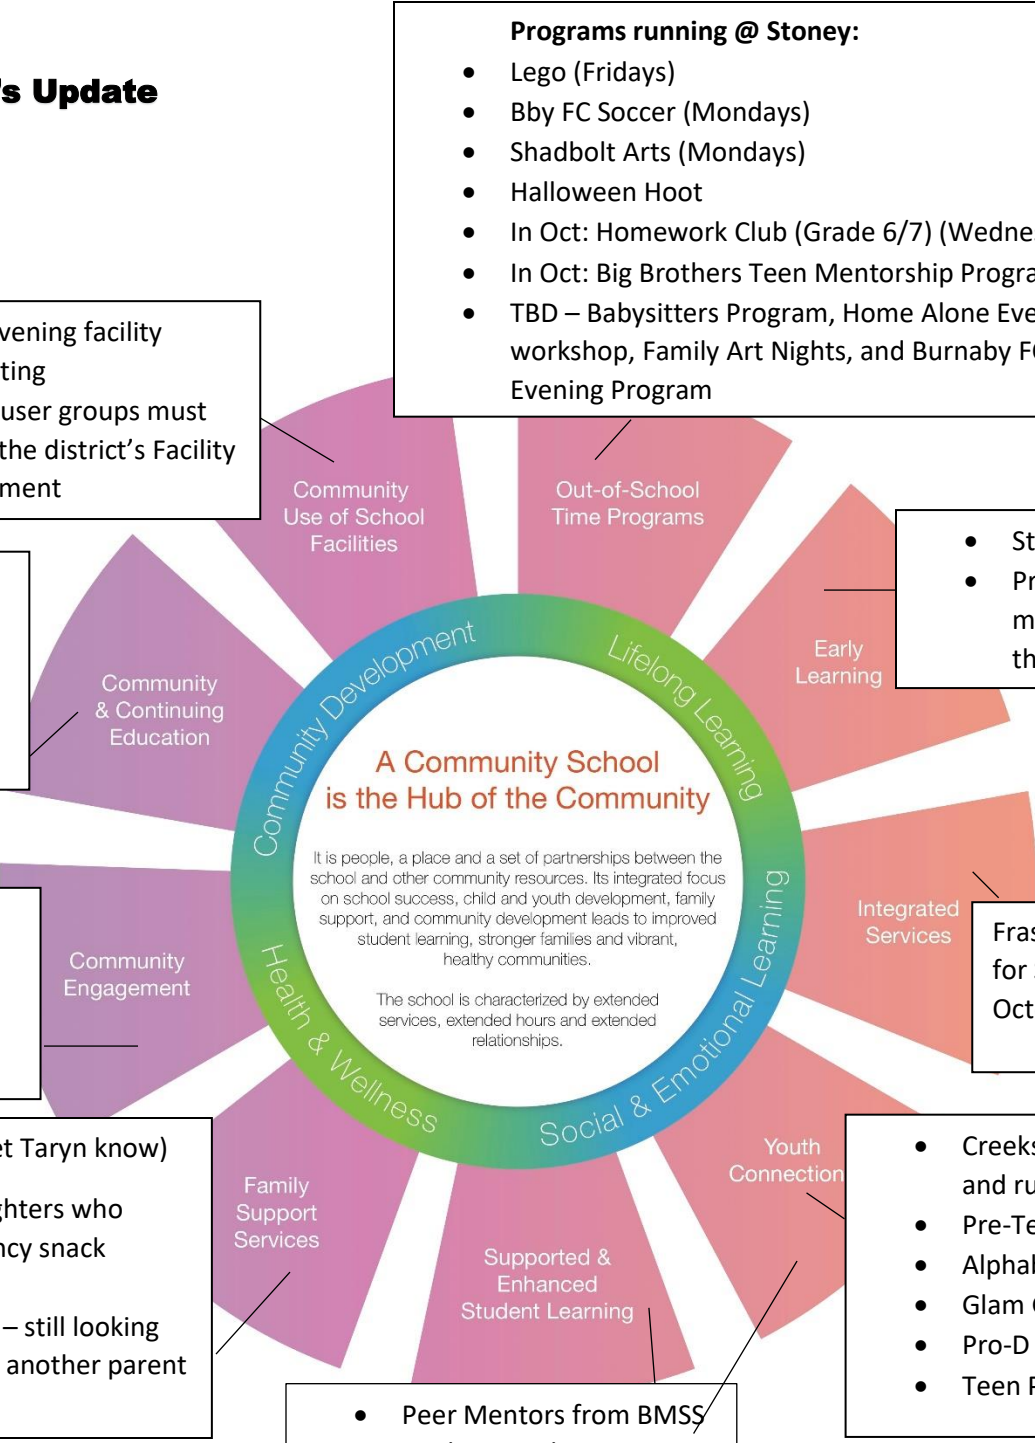 's Update
Programs running @ Stoney:
• Lego (Fridays)
• Bby FC Soccer (Mondays)
• Shadbolt Arts (Mondays)
• Halloween Hoot
• In Oct: Homework Club (Grade 6/7) (Wedne
• In Oct: Big Brothers Teen Mentorship Progra
• TBD – Babysitters Program, Home Alone Eve
workshop, Family Art Nights, and Burnaby F
Evening Program
vening facility
ting
user groups must
the district's Facility
ment
Community
Use of School
Facilities
Out-of-School
Time Programs
• St
• Pr
m
th
Early
Learning
Community
& Continuing
Education
Community Development
Lifelong Learning
Social & Emotional Learning
Health & Wellness
A Community School
is the Hub of the Community
It is people, a place and a set of partnerships between the
school and other community resources. Its integrated focus
on school success, child and youth development, family
support, and community development leads to improved
student learning, stronger families and vibrant,
healthy communities.
The school is characterized by extended
services, extended hours and extended
relationships.
Integrated
Services
Fras
for
Oct
Community
Engagement
et Taryn know)
ghters who
ncy snack
– still looking
another parent
Family
Support
Services
Supported &
Enhanced
Student Learning
Youth
Connection
• Creeks
and ru
• Pre-Te
• Alphab
• Glam
• Pro-D
• Teen P
• Peer Mentors from BMSS